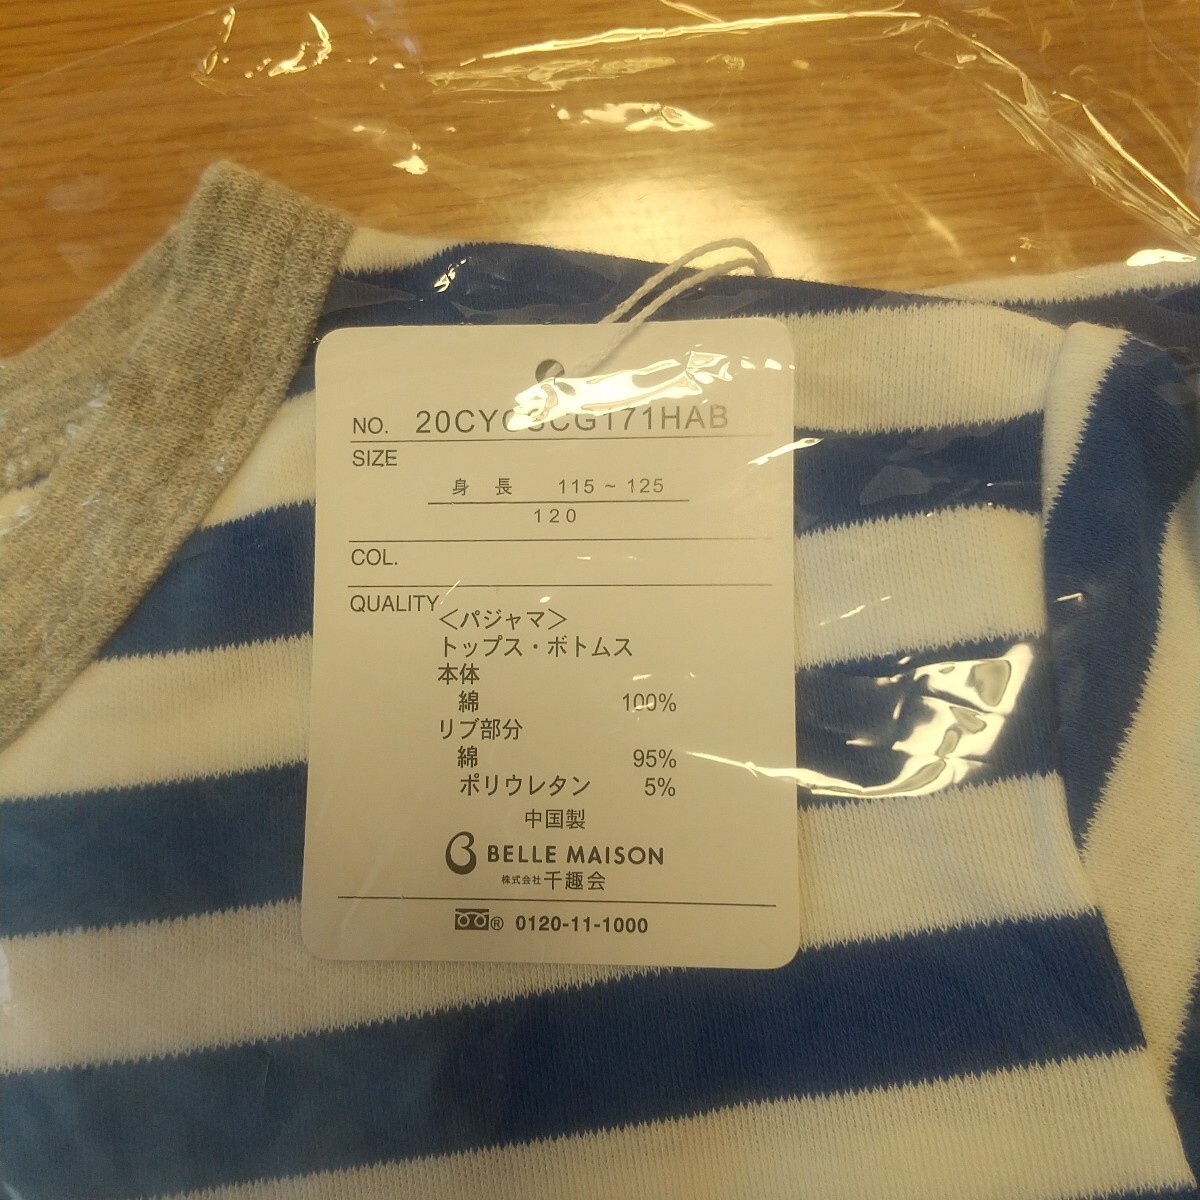 NO.
SIZE
身長 115~125
120
COL.
QUALITY
<パジャマ>
トップス・ボトムス
本体
綿 100%
リブ部分
綿 95%
ポリウレタン 5%
中国製
BELLE MAISON
株式会社千趣会
® 0120-11-1000